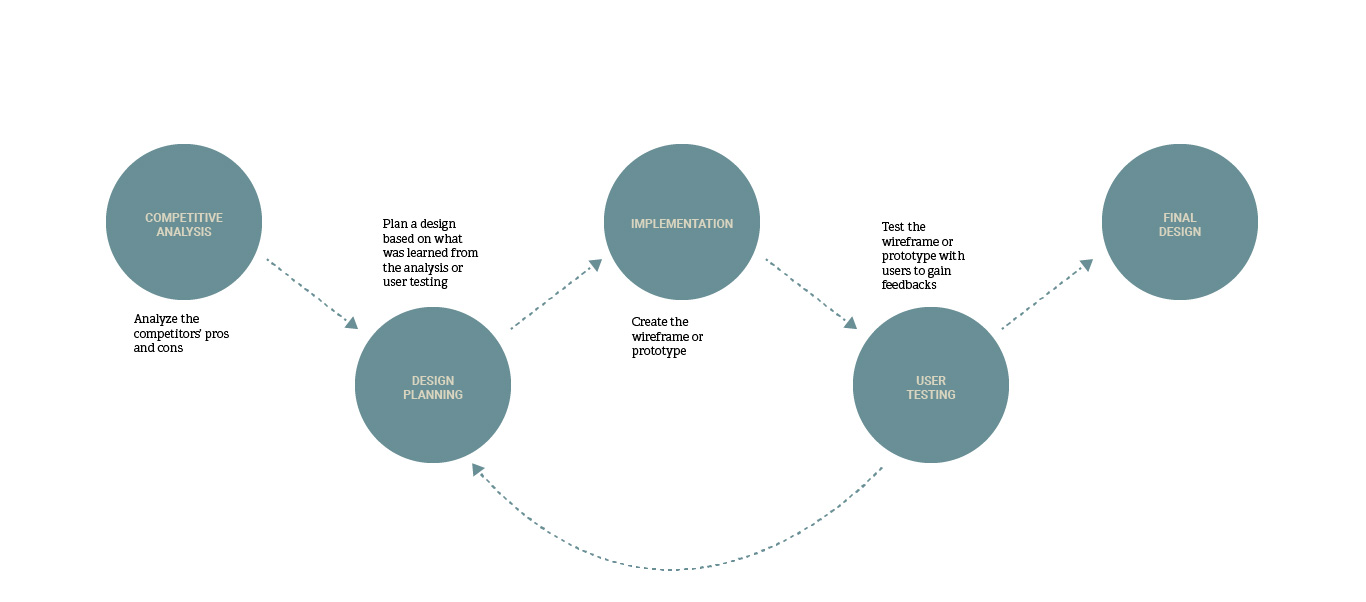 COMPETITIVE
ANALYSIS
Analyze the
competitors' pros
and cons
Plan a design
based on what
was learned from
the analysis or
user testing
DESIGN
PLANNING
IMPLEMENTATION
Create the
wireframe or
prototype
Test the
wireframe or
prototype with
users to gain
feedbacks
USER
TESTING
FINAL
DESIGN